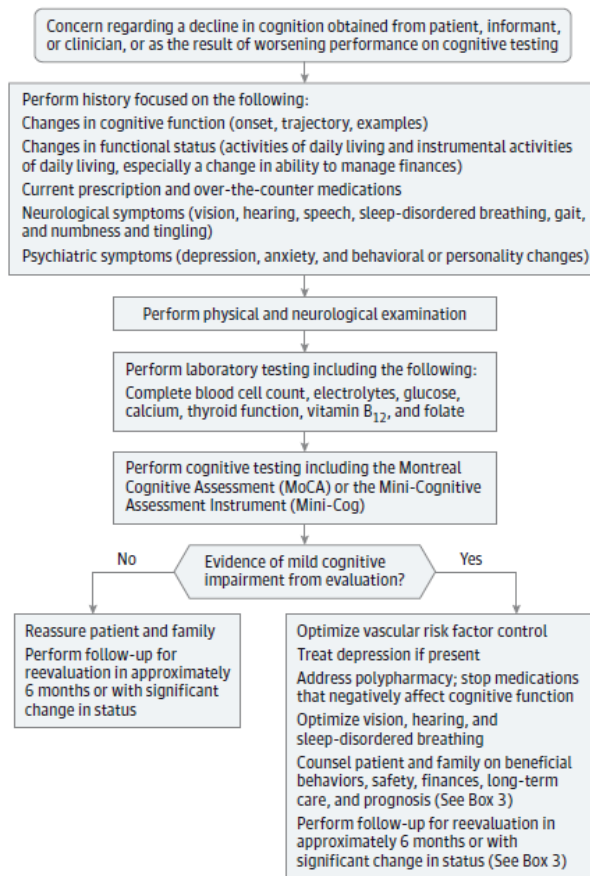 Concern regarding a decline in cognition obtained from patient, informant,
or clinician, or as the result of worsening performance on cognitive testing
Perform history focused on the following:
Changes in cognitive function (onset, trajectory, examples)
Changes in functional status (activities of daily living and instrumental activities
of daily living, especially a change in ability to manage finances)
Current prescription and over-the-counter medications
Neurological symptoms (vision, hearing, speech, sleep-disordered breathing, gait,
and numbness and tingling)
Psychiatric symptoms (depression, anxiety, and behavioral or personality changes)
Perform physical and neurological examination
Perform laboratory testing including the following:
Complete blood cell count, electrolytes, glucose,
calcium, thyroid function, vitamin B12, and folate
Perform cognitive testing including the Montreal
Cognitive Assessment (MoCA) or the Mini-Cognitive
Assessment Instrument (Mini-Cog)
No
Evidence of mild cognitive
impairment from evaluation?
Yes
Reassure patient and family
Perform follow-up for
reevaluation in approximately
6 months or with significant
change in status
Optimize vascular risk factor control
Treat depression if present
Address polypharmacy; stop medications
that negatively affect cognitive function
Optimize vision, hearing, and
sleep-disordered breathing
Counsel patient and family on beneficial
behaviors, safety, finances, long-term
care, and prognosis (See Box 3)
Perform follow-up for reevaluation in
approximately 6 months or with
significant change in status (See Box 3)